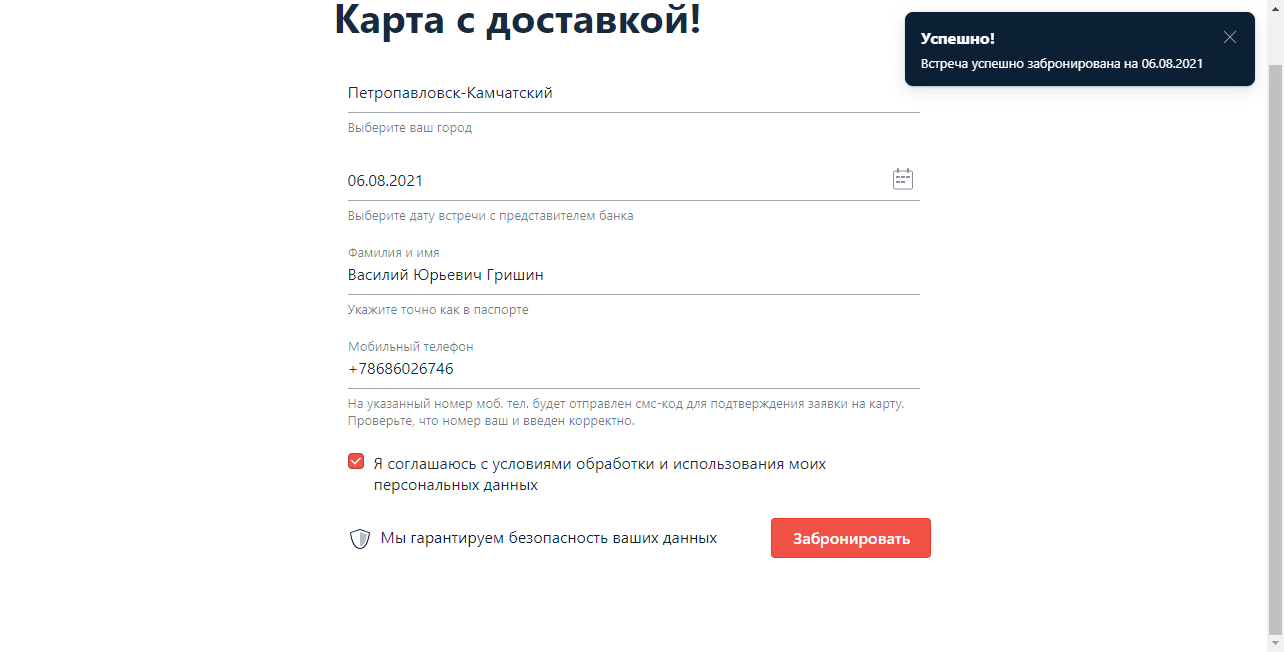 Карта с доставкой!
Успешно!
Встреча успешно забронирована на 06.08.2021
Петропавловск-Камчатский
Выберите ваш город
06.08.2021
Выберите дату встречи с представителем банка
Фамилия и имя
Василий Юрьевич Гришин
Укажите точно как в паспорте
Мобильный телефон
+78686026746
На указанный номер моб. тел. будет отправлен смс-код для подтверждения заявки на карту.
Проверьте, что номер ваш и введен корректно.
Я соглашаюсь с условиями обработки и использования моих
персональных данных
Мы гарантируем безопасность ваших данных
Забронировать